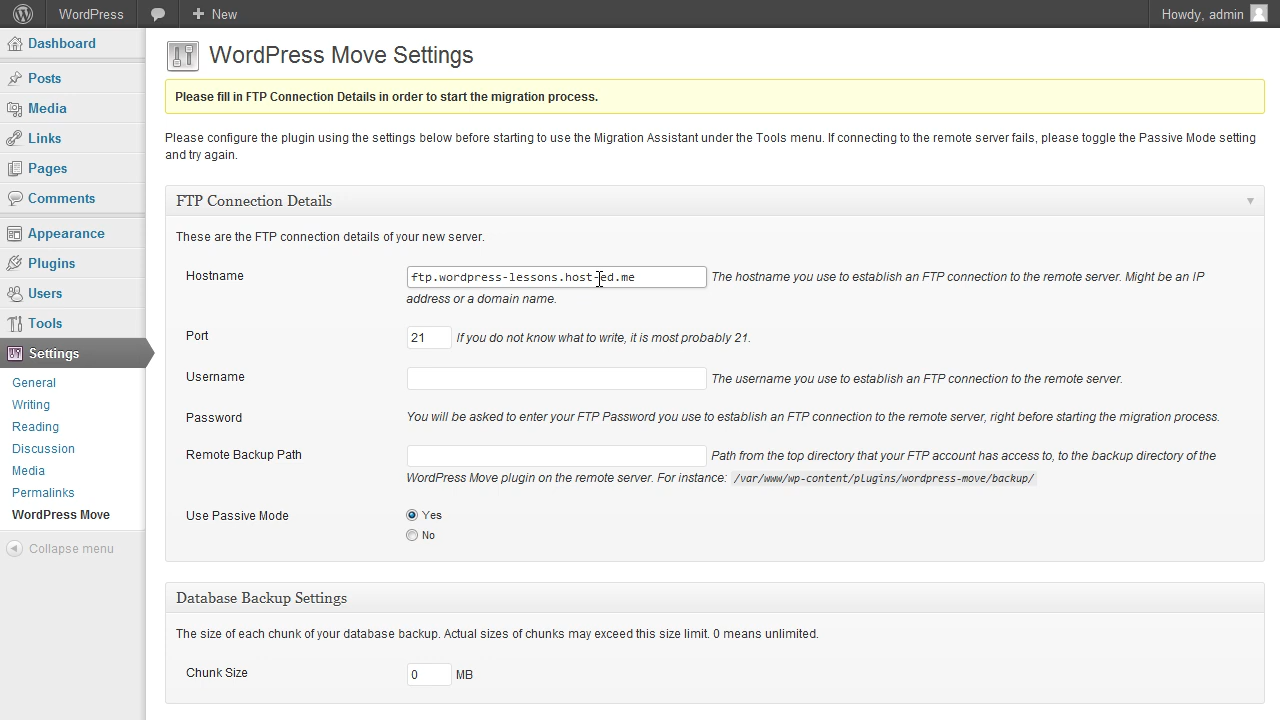 WordPress
New
Howdy, admin
Dashboard
Posts
Media
Links
Pages
Comments
Appearance
Plugins
Users
Tools
Settings
General
Writing
Reading
Discussion
Media
Permalinks
WordPress Move
Collapse menu
WordPress Move Settings
Please fill in FTP Connection Details in order to start the migration process.
Please configure the plugin using the settings below before starting to use the Migration Assistant under the Tools menu. If connecting to the remote server fails, please toggle the Passive Mode setting
and try again.
FTP Connection Details
These are the FTP connection details of your new server.
Hostname
ftp.wordpress-lessons.host-ed.me The hostname you use to establish an FTP connection to the remote server. Might be an IP
address or a domain name.
Port
21 If you do not know what to write, it is most probably 21.
Username
The username you use to establish an FTP connection to the remote server.
Password
You will be asked to enter your FTP Password you use to establish an FTP connection to the remote server, right before starting the migration process.
Remote Backup Path
Path from the top directory that your FTP account has access to, to the backup directory of the
WordPress Move plugin on the remote server. For instance: /var/www/wp-content/plugins/wordpress-move/backup/
Use Passive Mode
Yes
No
Database Backup Settings
The size of each chunk of your database backup. Actual sizes of chunks may exceed this size limit. 0 means unlimited.
Chunk Size
0 MB